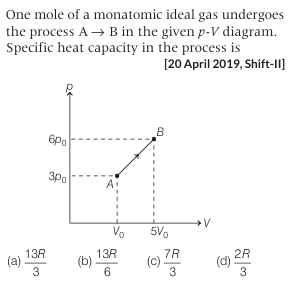 One mole of a monatomic ideal gas undergoes
the process A → B in the given p-V diagram.
Specific heat capacity in the process is
[20 April 2019, Shift-II]
p
6p₀
B
3p₀
A
V₀
5V₀
V
(a) 13R/3 (b) 13R/6 (c) 7R/3 (d) 2R/3